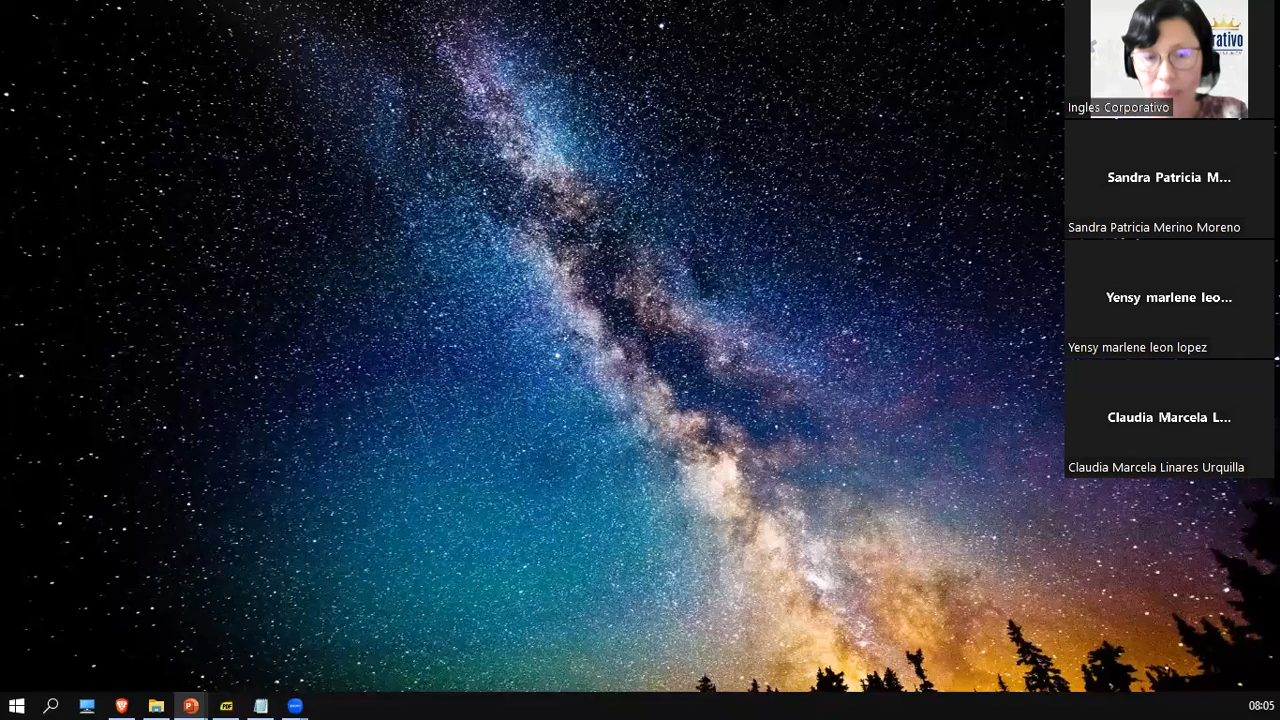 rativo
Ingles Corporativo
Sandra Patricia M...
Sandra Patricia Merino Moreno
Yensy marlene leo...
Yensy marlene leon lopez
Claudia Marcela L...
Claudia Marcela Linares Urquilla
PDF
08:05